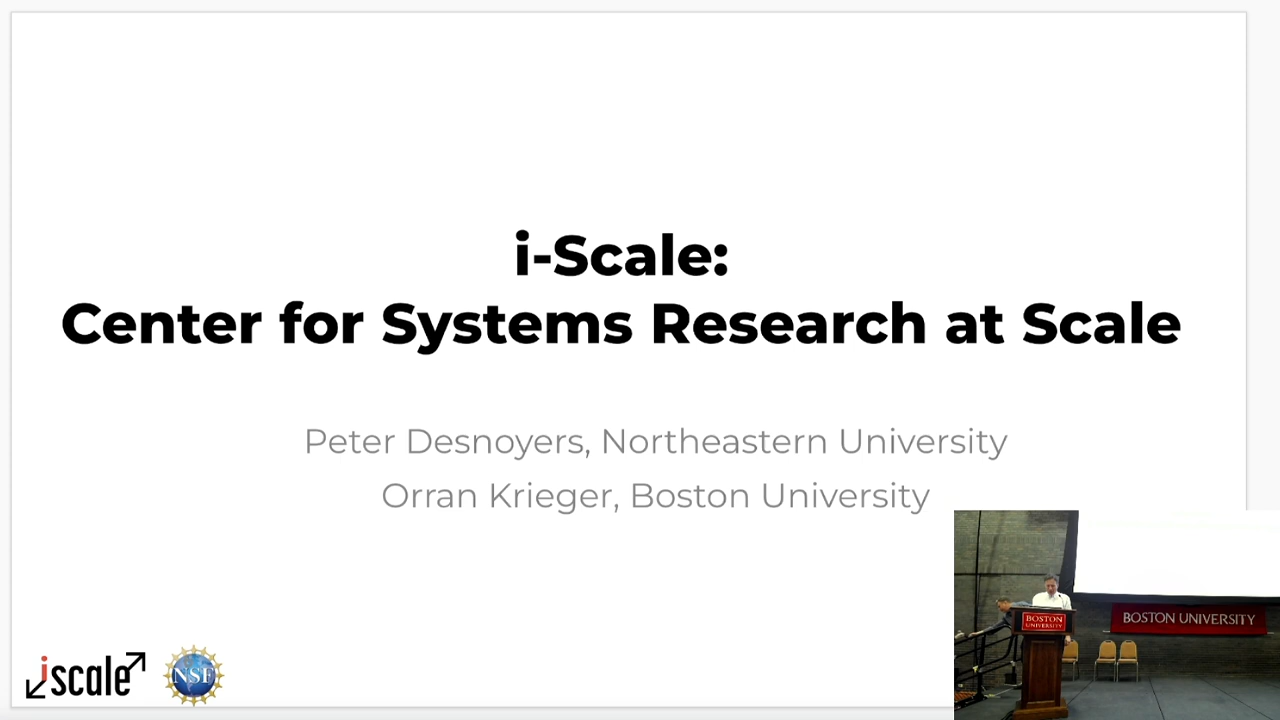 i-Scale:
Center for Systems Research at Scale
Peter Desnoyers, Northeastern University
Orran Krieger, Boston University
iscale
NSF
BOSTON
UNIVERSITY
BOSTON UNIVERSITY